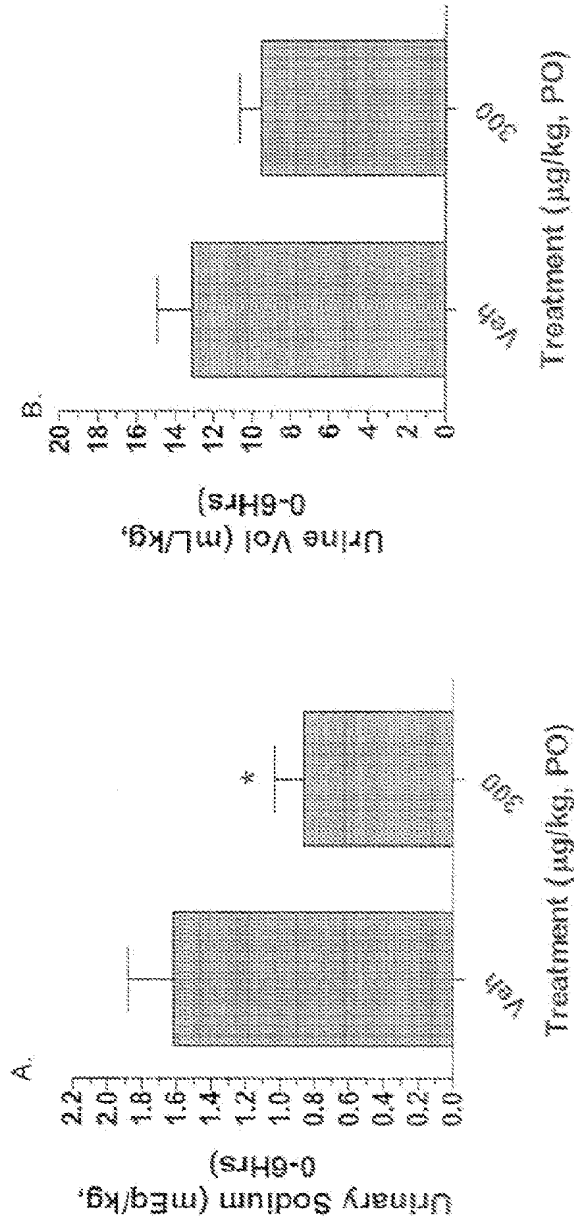 A.
Urinary Sodium (mEq/kg,
0-6Hrs)
2.2
2.0
1.8
1.6
1.4
1.2
1.0
0.8
0.6
0.4
0.2
0.0
*
Veh
300
Treatment (µg/kg, PO)
B.
Urine Vol (mL/kg,
0-6Hrs)
20
18
16
14
12
10
8
6
4
2
0
Veh
300
Treatment (µg/kg, PO)